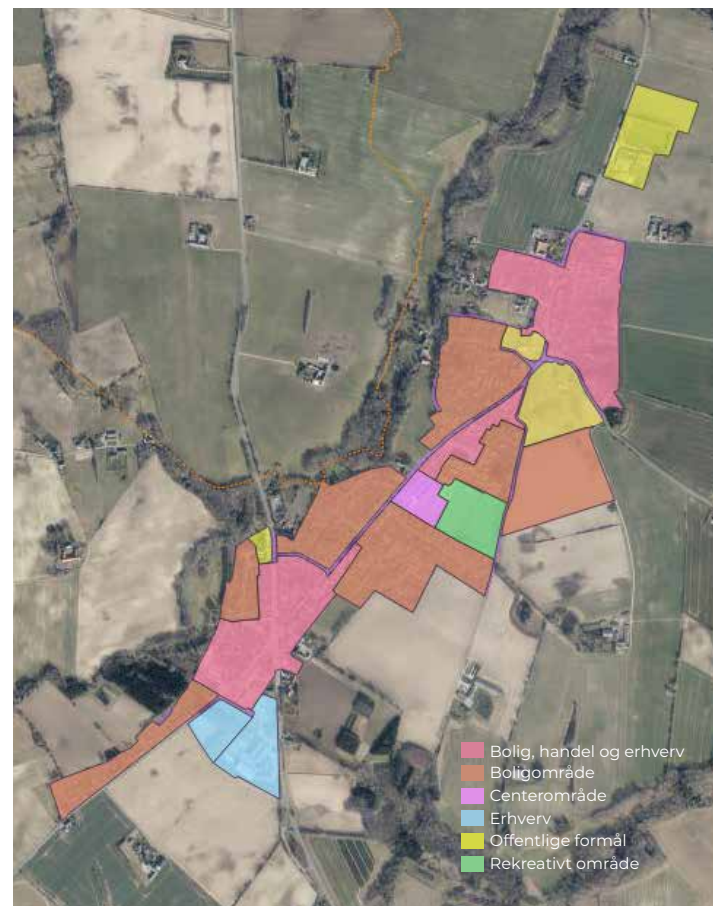 Bolig, handel og erhverv
Boligområde
Centerområde
Erhverv
Offentlige formål
Rekreativt område